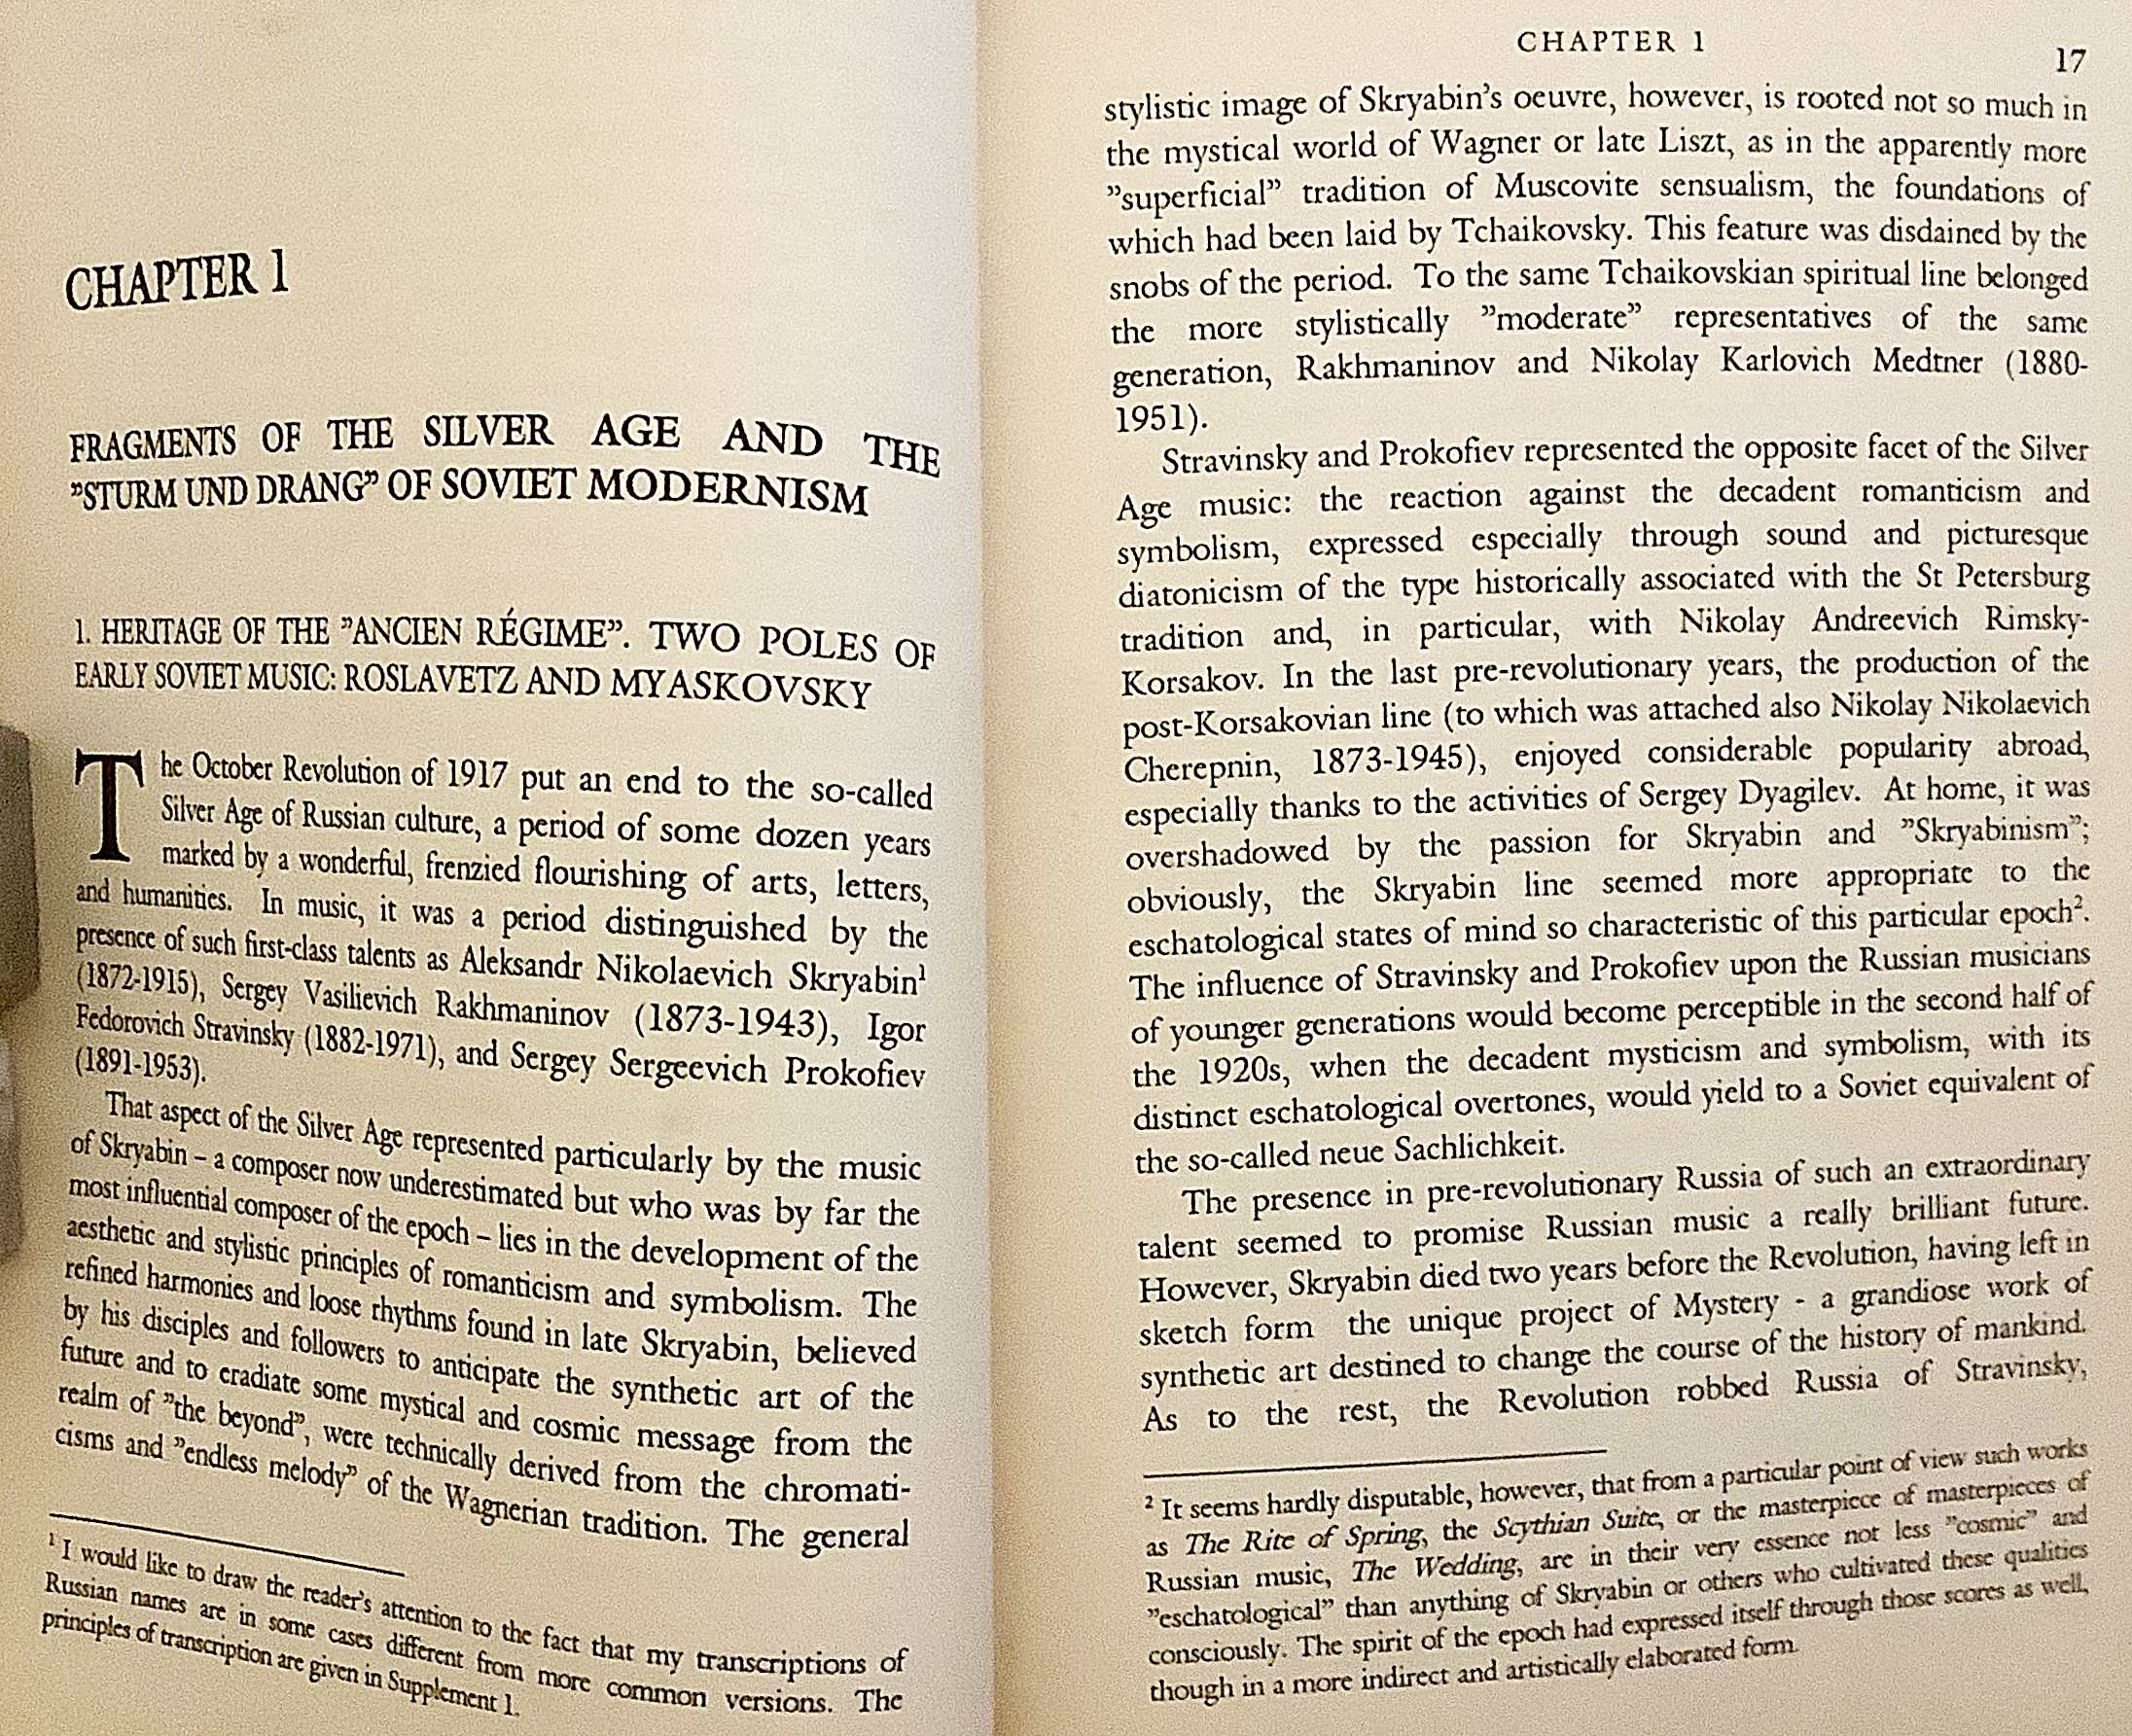 CHAPTER 1
FRAGMENTS OF THE SILVER AGE AND THE
”STURM UND DRANG” OF SOVIET MODERNISM
1. HERITAGE OF THE ”ANCIEN RÉGIME”. TWO POLES OF
EARLY SOVIET MUSIC: ROSLAVETZ AND MYASKOVSKY
The October Revolution of 1917 put an end to the so-called
Silver Age of Russian culture, a period of some dozen years
marked by a wonderful, frenzied flourishing of arts, letters,
and humanities. In music, it was a period distinguished by the
presence of such first-class talents as Aleksandr Nikolaevich Skryabin¹
(1872-1915), Sergey Vasilievich Rakhmaninov (1873-1943), Igor
Fedorovich Stravinsky (1882-1971), and Sergey Sergeevich Prokofiev
(1891-1953).
That aspect of the Silver Age represented particularly by the music
of Skryabin – a composer now underestimated but who was by far the
most influential composer of the epoch – lies in the development of the
aesthetic and stylistic principles of romanticism and symbolism. The
refined harmonies and loose rhythms found in late Skryabin, believed
by his disciples and followers to anticipate the synthetic art of the
future and to eradiate some mystical and cosmic message from the
realm of ”the beyond”, were technically derived from the chromati-
cisms and ”endless melody” of the Wagnerian tradition. The general
¹ I would like to draw the reader’s attention to the fact that my transcriptions of
Russian names are in some cases different from more common versions. The
principles of transcription are given in Supplement 1.
CHAPTER 1
17
stylistic image of Skryabin’s oeuvre, however, is rooted not so much in
the mystical world of Wagner or late Liszt, as in the apparently more
”superficial” tradition of Muscovite sensualism, the foundations of
which had been laid by Tchaikovsky. This feature was disdained by the
snobs of the period. To the same Tchaikovskian spiritual line belonged
the more stylistically ”moderate” representatives of the same
generation, Rakhmaninov and Nikolay Karlovich Medtner (1880-
1951).
Stravinsky and Prokofiev represented the opposite facet of the Silver
Age music: the reaction against the decadent romanticism and
symbolism, expressed especially through sound and picturesque
diatonicism of the type historically associated with the St Petersburg
tradition and, in particular, with Nikolay Andreevich Rimsky-
Korsakov. In the last pre-revolutionary years, the production of the
post-Korsakovian line (to which was attached also Nikolay Nikolaevich
Cherepnin, 1873-1945), enjoyed considerable popularity abroad,
especially thanks to the activities of Sergey Dyagilev. At home, it was
overshadowed by the passion for Skryabin and ”Skryabinism”;
obviously, the Skryabin line seemed more appropriate to the
eschatological states of mind so characteristic of this particular epoch².
The influence of Stravinsky and Prokofiev upon the Russian musicians
of younger generations would become perceptible in the second half of
the 1920s, when the decadent mysticism and symbolism, with its
distinct eschatological overtones, would yield to a Soviet equivalent of
the so-called neue Sachlichkeit.
The presence in pre-revolutionary Russia of such an extraordinary
talent seemed to promise Russian music a really brilliant future.
However, Skryabin died two years before the Revolution, having left in
sketch form the unique project of Mystery - a grandiose work of
synthetic art destined to change the course of the history of mankind.
As to the rest, the Revolution robbed Russia of Stravinsky,
² It seems hardly disputable, however, that from a particular point of view such works
as The Rite of Spring, the Scythian Suite, or the masterpiece of masterpieces of
Russian music, The Wedding, are in their very essence not less ”cosmic” and
”eschatological” than anything of Skryabin or others who cultivated these qualities
consciously. The spirit of the epoch had expressed itself through those scores as well,
though in a more indirect and artistically elaborated form.